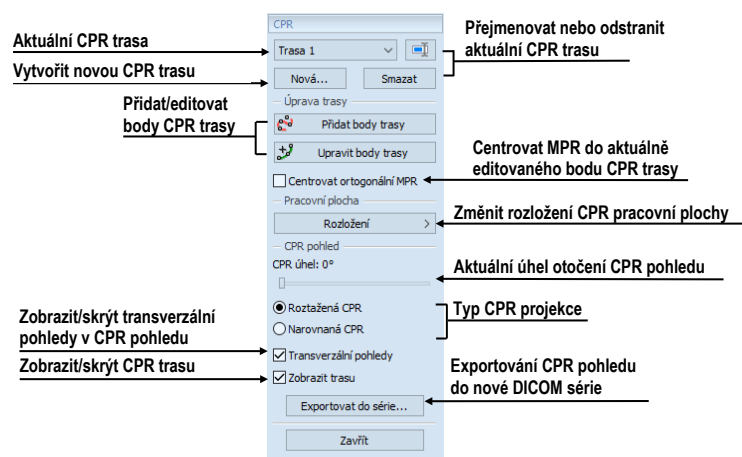 CPR
Přejmenovat nebo odstranit
aktuální CPR trasu
Aktuální CPR trasa
Trasa 1
Vytvořit novou CPR trasu
Nová...
Smazat
Přidat/editovat
body CPR trasy
Úprava trasy
Přidat body trasy
Upravit body trasy
Centrovat MPR do aktuálně
editovaného bodu CPR trasy
Centrovat ortogonální MPR
Pracovní plocha
Rozložení
Změnit rozložení CPR pracovní plochy
CPR pohled
CPR úhel: 0°
Aktuální úhel otočení CPR pohledu
Roztažená CPR
Narovnaná CPR
Typ CPR projekce
Zobrazit/skrýt transverzální
pohledy v CPR pohledu
Transverzální pohledy
Zobrazit/skrýt CPR trasu
Zobrazit trasu
Exportování CPR pohledu
do nové DICOM série
Exportovat do série...
Zavřít